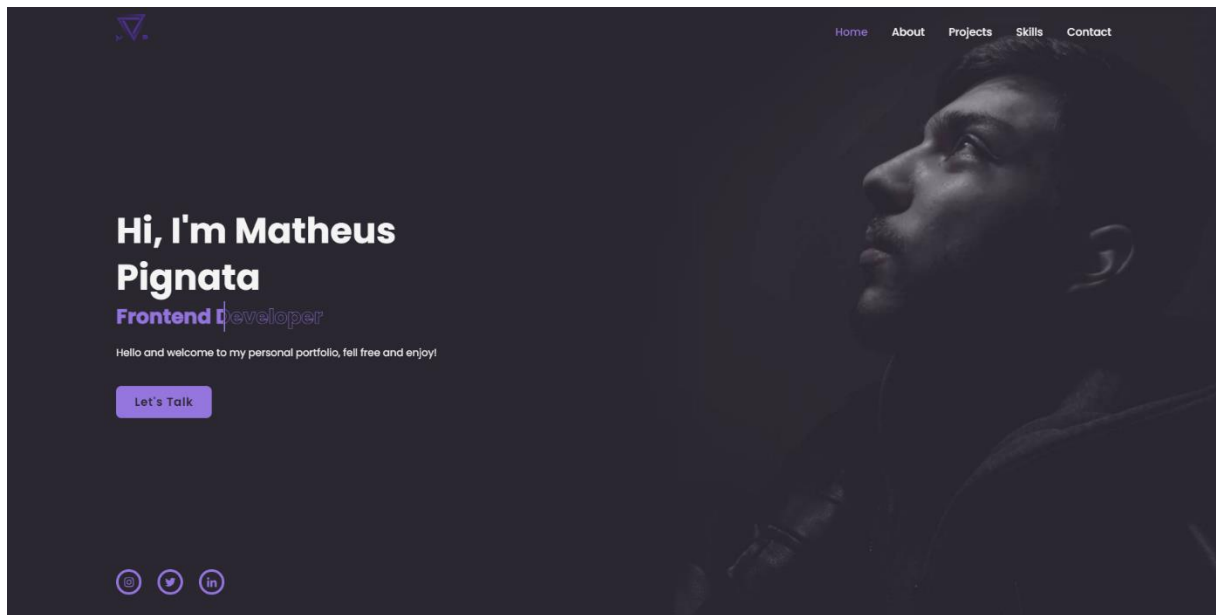 Home About Projects Skills Contact
Hi, I'm Matheus
Pignata
Frontend Developer
Hello and welcome to my personal portfolio, fell free and enjoy!
Let's Talk
in